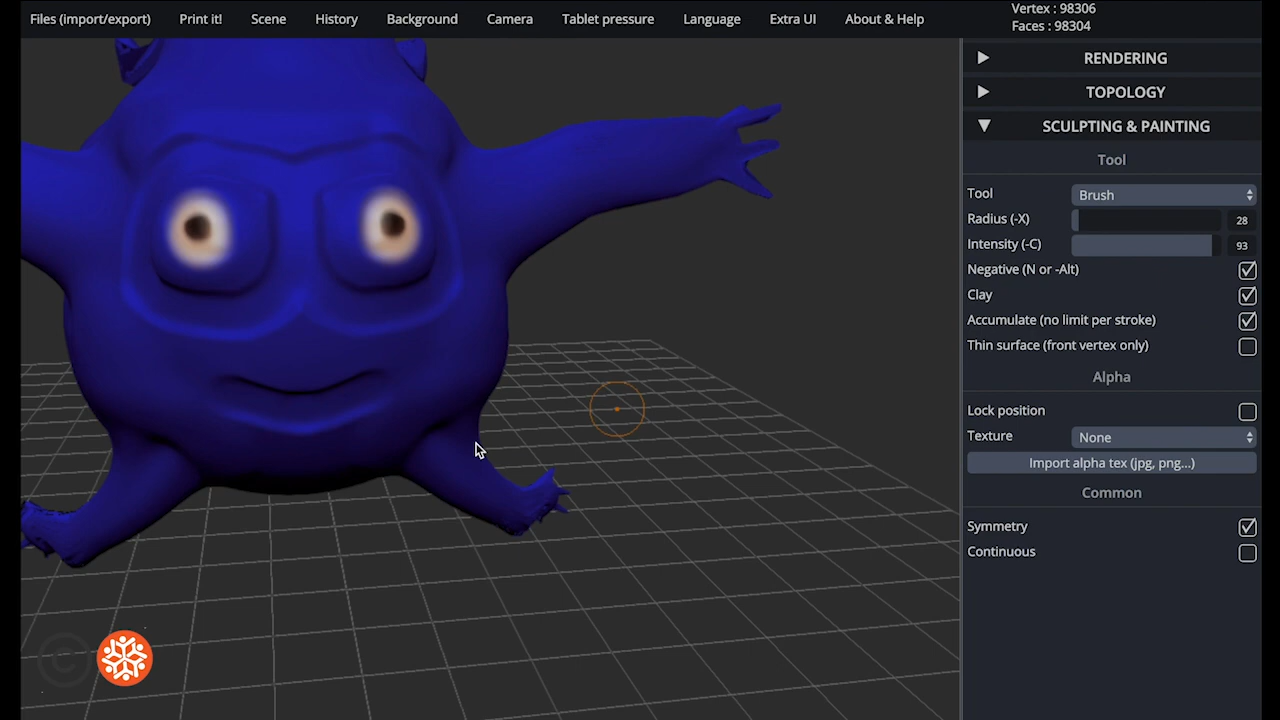 Files (import/export) Print it! Scene History Background Camera Tablet pressure Language Extra UI About & Help
Vertex : 98306
Faces : 98304
RENDERING
TOPOLOGY
SCULPTING & PAINTING
Tool
Tool Brush
Radius (-X) 28
Intensity (-C) 93
Negative (N or -Alt)
Clay
Accumulate (no limit per stroke)
Thin surface (front vertex only)
Alpha
Lock position
Texture None
Import alpha tex (jpg, png...)
Common
Symmetry
Continuous
©